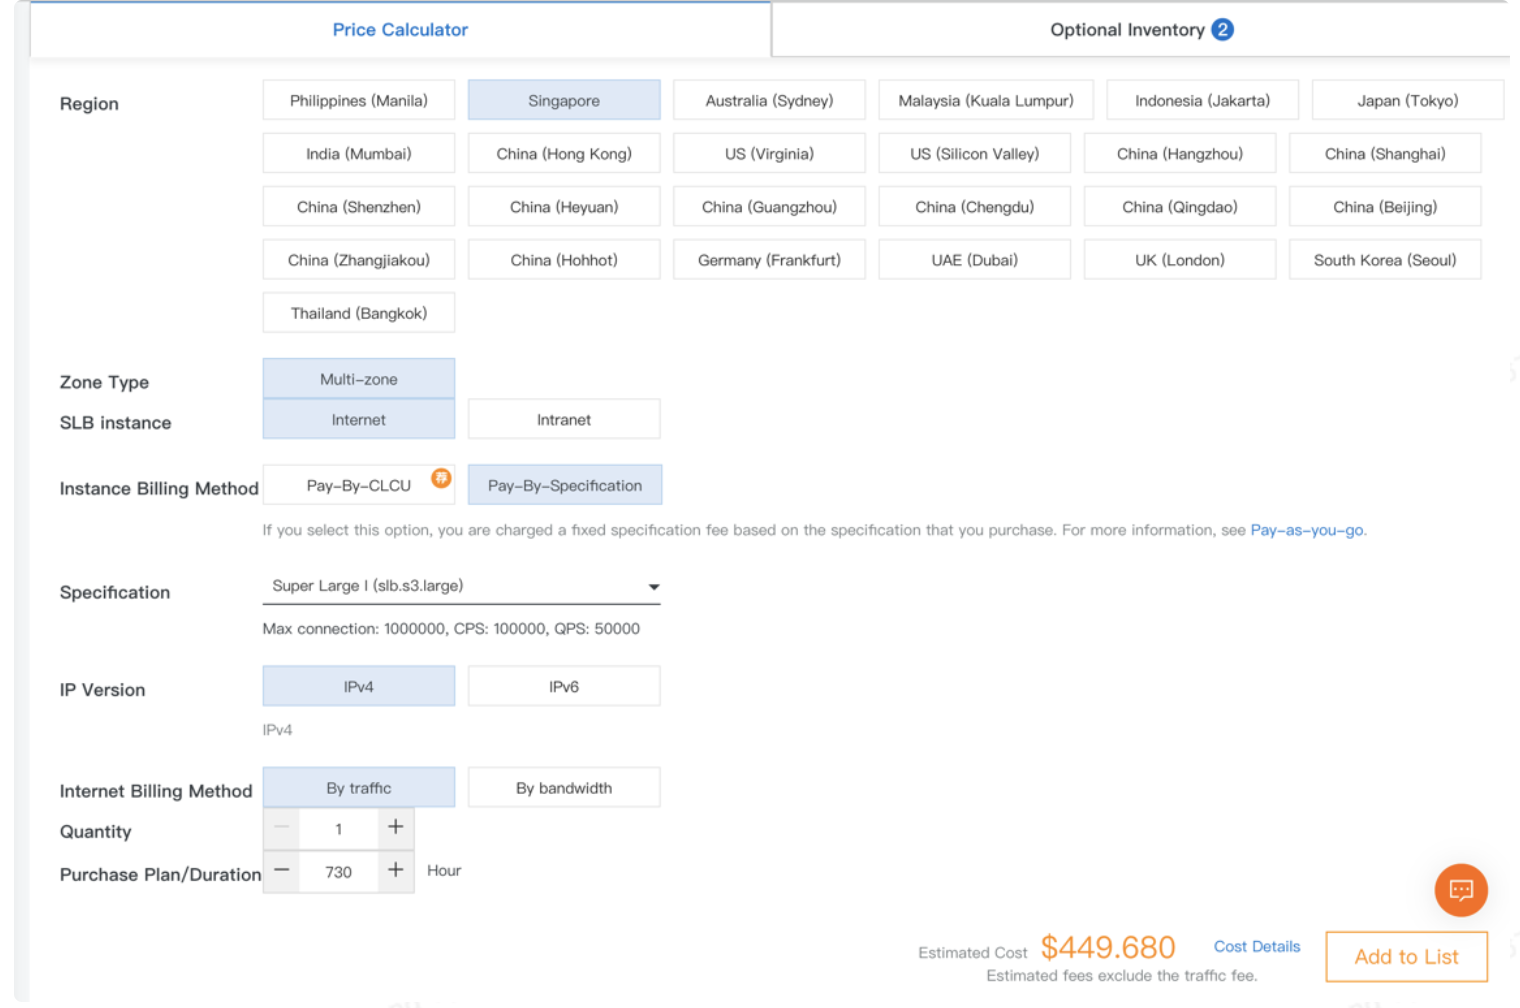 Price Calculator
Optional Inventory 2
Region
Philippines (Manila) Singapore Australia (Sydney) Malaysia (Kuala Lumpur) Indonesia (Jakarta) Japan (Tokyo)
India (Mumbai) China (Hong Kong) US (Virginia) US (Silicon Valley) China (Hangzhou) China (Shanghai)
China (Shenzhen) China (Heyuan) China (Guangzhou) China (Chengdu) China (Qingdao) China (Beijing)
China (Zhangjiakou) China (Hohhot) Germany (Frankfurt) UAE (Dubai) UK (London) South Korea (Seoul)
Thailand (Bangkok)
Zone Type Multi-zone
SLB instance Internet Intranet
Instance Billing Method Pay-By-CLCU 荐 Pay-By-Specification
If you select this option, you are charged a fixed specification fee based on the specification that you purchase. For more information, see Pay-as-you-go.
Specification Super Large I (slb.s3.large)
Max connection: 1000000, CPS: 100000, QPS: 50000
IP Version IPv4 IPv6
IPv4
Internet Billing Method By traffic By bandwidth
Quantity − 1 +
Purchase Plan/Duration − 730 + Hour
Estimated Cost $449.680 Cost Details Add to List
Estimated fees exclude the traffic fee.